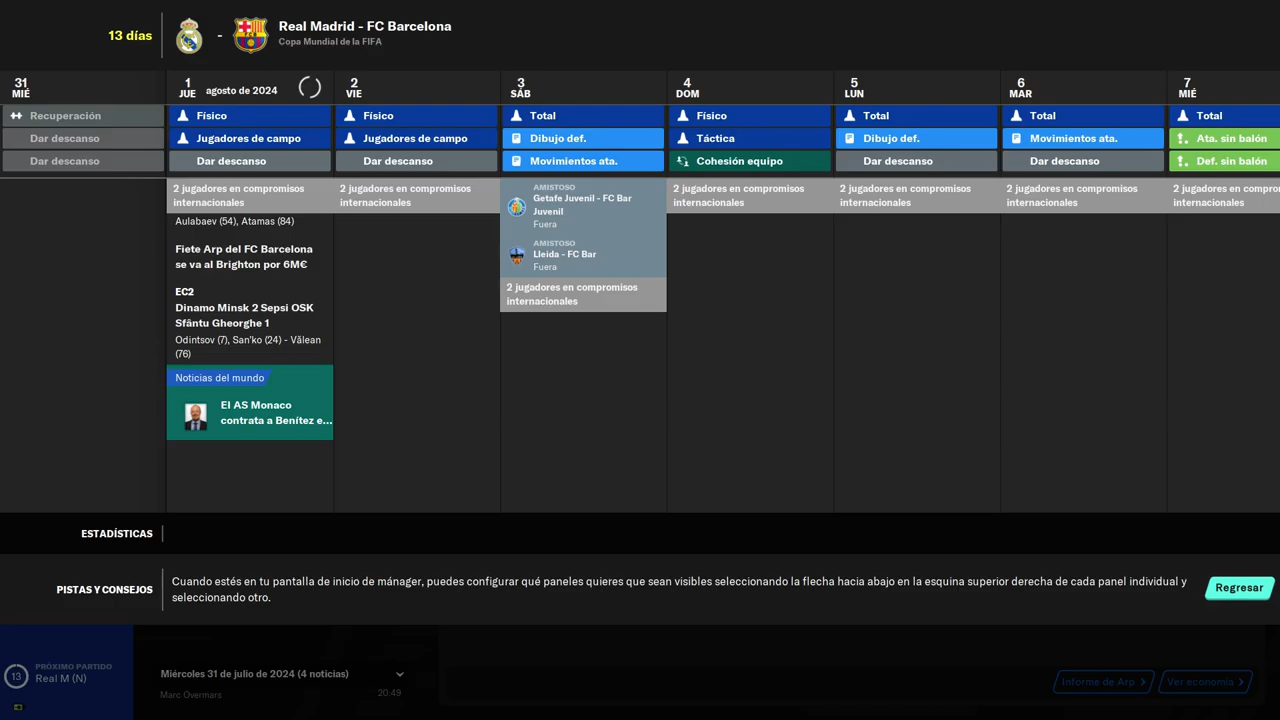 13 días
Real Madrid - FC Barcelona
Copa Mundial de la FIFA
31
MIÉ
1
JUE
agosto de 2024
2
VIE
3
SÁB
4
DOM
5
LUN
6
MAR
7
MIÉ
Recuperación
Dar descanso
Dar descanso
Físico
Jugadores de campo
Dar descanso
Físico
Jugadores de campo
Dar descanso
Total
Dibujo def.
Movimientos ata.
Físico
Táctica
Cohesión equipo
Total
Dibujo def.
Dar descanso
Total
Movimientos ata.
Dar descanso
Total
Ata. sin balón
Def. sin balón
2 jugadores en compromisos
internacionales
Aulabaev (54), Atamas (84)
Fiete Arp del FC Barcelona
se va al Brighton por 6M€
EC2
Dinamo Minsk 2 Sepsi OSK
Sfântu Gheorghe 1
Odintsov (7), San'ko (24) - Vălean
(76)
Noticias del mundo
El AS Monaco
contrata a Benítez e...
2 jugadores en compromisos
internacionales
AMISTOSO
Getafe Juvenil - FC Bar
Juvenil
Fuera
AMISTOSO
Lleida - FC Bar
Fuera
2 jugadores en compromisos
internacionales
2 jugadores en compromisos
internacionales
2 jugadores en compromisos
internacionales
2 jugadores en compromisos
internacionales
2 jugadores en compro
internacionales
ESTADÍSTICAS
PISTAS Y CONSEJOS
Cuando estés en tu pantalla de inicio de mánager, puedes configurar qué paneles quieres que sean visibles seleccionando la flecha hacia abajo en la esquina superior derecha de cada panel individual y
seleccionando otro.
Regresar
13
PRÓXIMO PARTIDO
Real M (N)
Miércoles 31 de julio de 2024 (4 noticias)
Marc Overmars
20:49
Informe de Arp
Ver economía